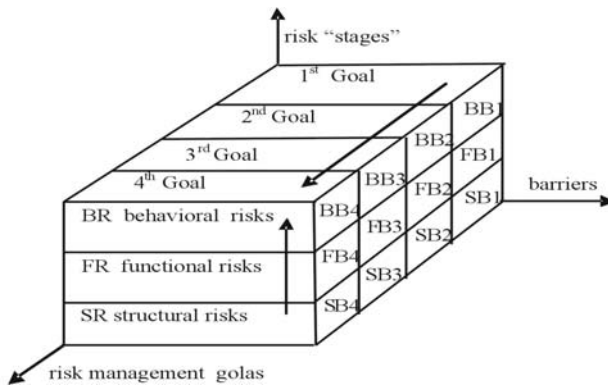 risk “stages”
1st Goal
BB1
2nd Goal
BB2
FB1
3rd Goal
BB3
FB2
SB1
barriers
4th Goal
BB4
FB3
SB2
BR behavioral risks
FR functional risks
FB4
SB3
SR structural risks
SB4
risk management golas